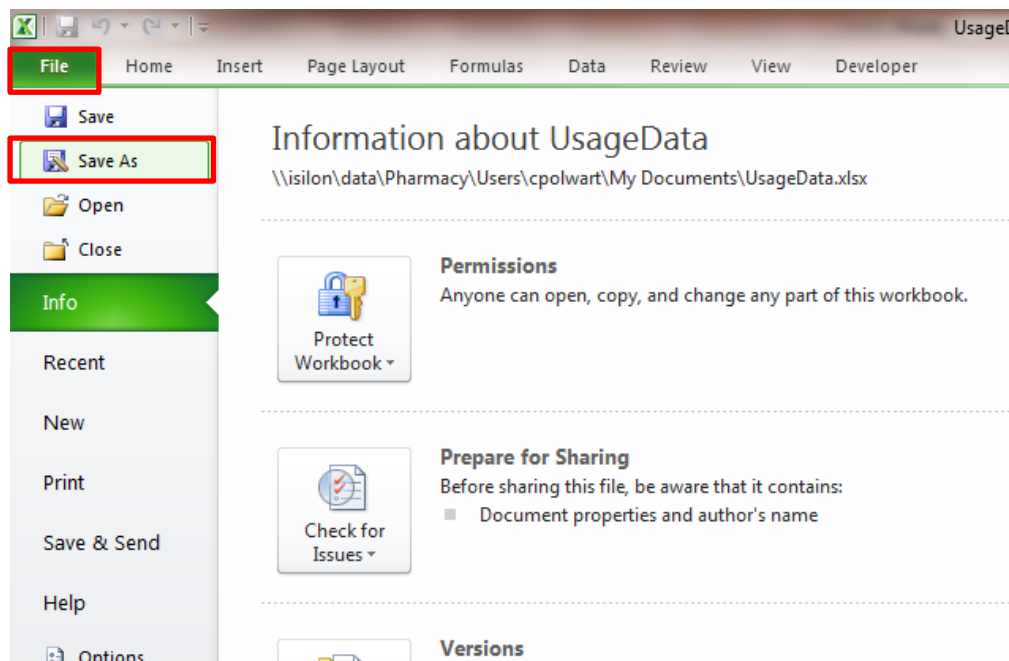 UsageD
File Home Insert Page Layout Formulas Data Review View Developer
Save
Save As
Open
Close
Info
Recent
New
Print
Save & Send
Help
Options
Information about UsageData
\\isilon\data\Pharmacy\Users\cpolwart\My Documents\UsageData.xlsx
Protect
Workbook
Permissions
Anyone can open, copy, and change any part of this workbook.
Check for
Issues
Prepare for Sharing
Before sharing this file, be aware that it contains:
Document properties and author's name
Versions